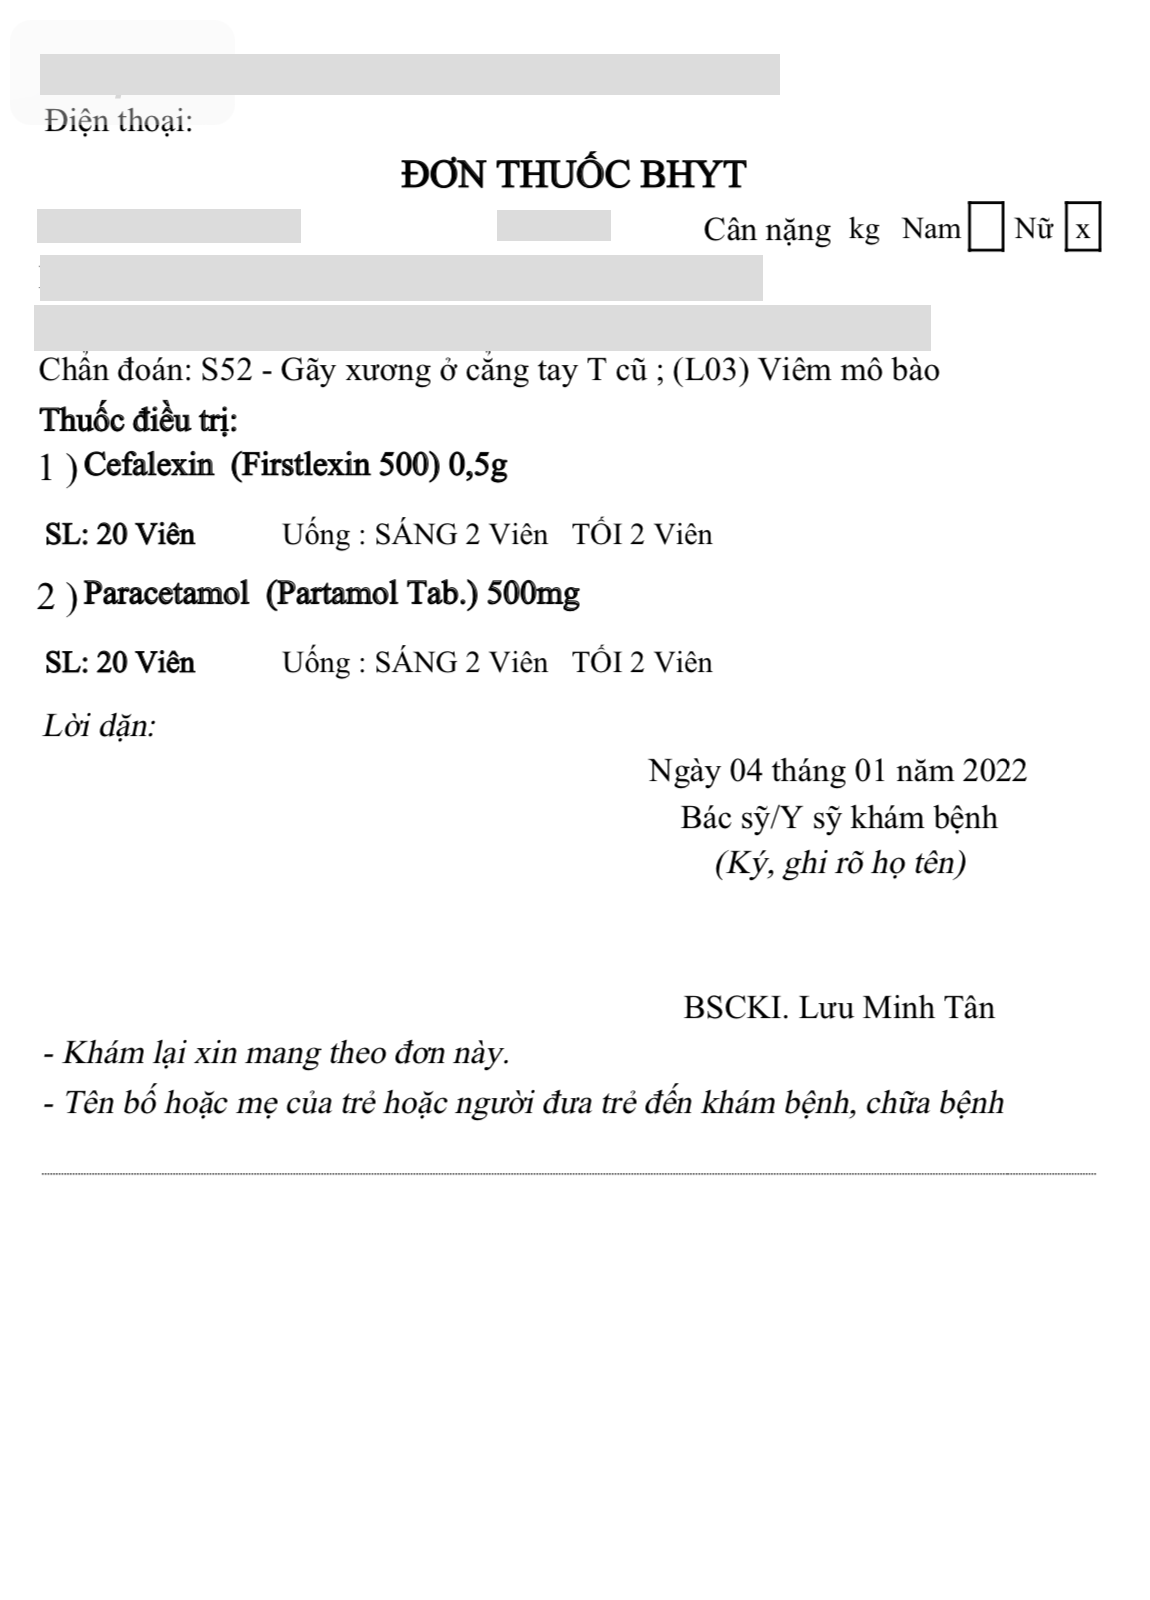 Điện thoại:
ĐƠN THUỐC BHYT
Cân nặng kg Nam Nữ x
Chẩn đoán: S52 - Gãy xương ở cẳng tay T cũ ; (L03) Viêm mô bào
Thuốc điều trị:
1 ) Cefalexin (Firstlexin 500) 0,5g
SL: 20 Viên Uống : SÁNG 2 Viên TỐI 2 Viên
2 ) Paracetamol (Partamol Tab.) 500mg
SL: 20 Viên Uống : SÁNG 2 Viên TỐI 2 Viên
Lời dặn:
Ngày 04 tháng 01 năm 2022
Bác sỹ/Y sỹ khám bệnh
(Ký, ghi rõ họ tên)
BSCKI. Lưu Minh Tân
- Khám lại xin mang theo đơn này.
- Tên bố hoặc mẹ của trẻ hoặc người đưa trẻ đến khám bệnh, chữa bệnh